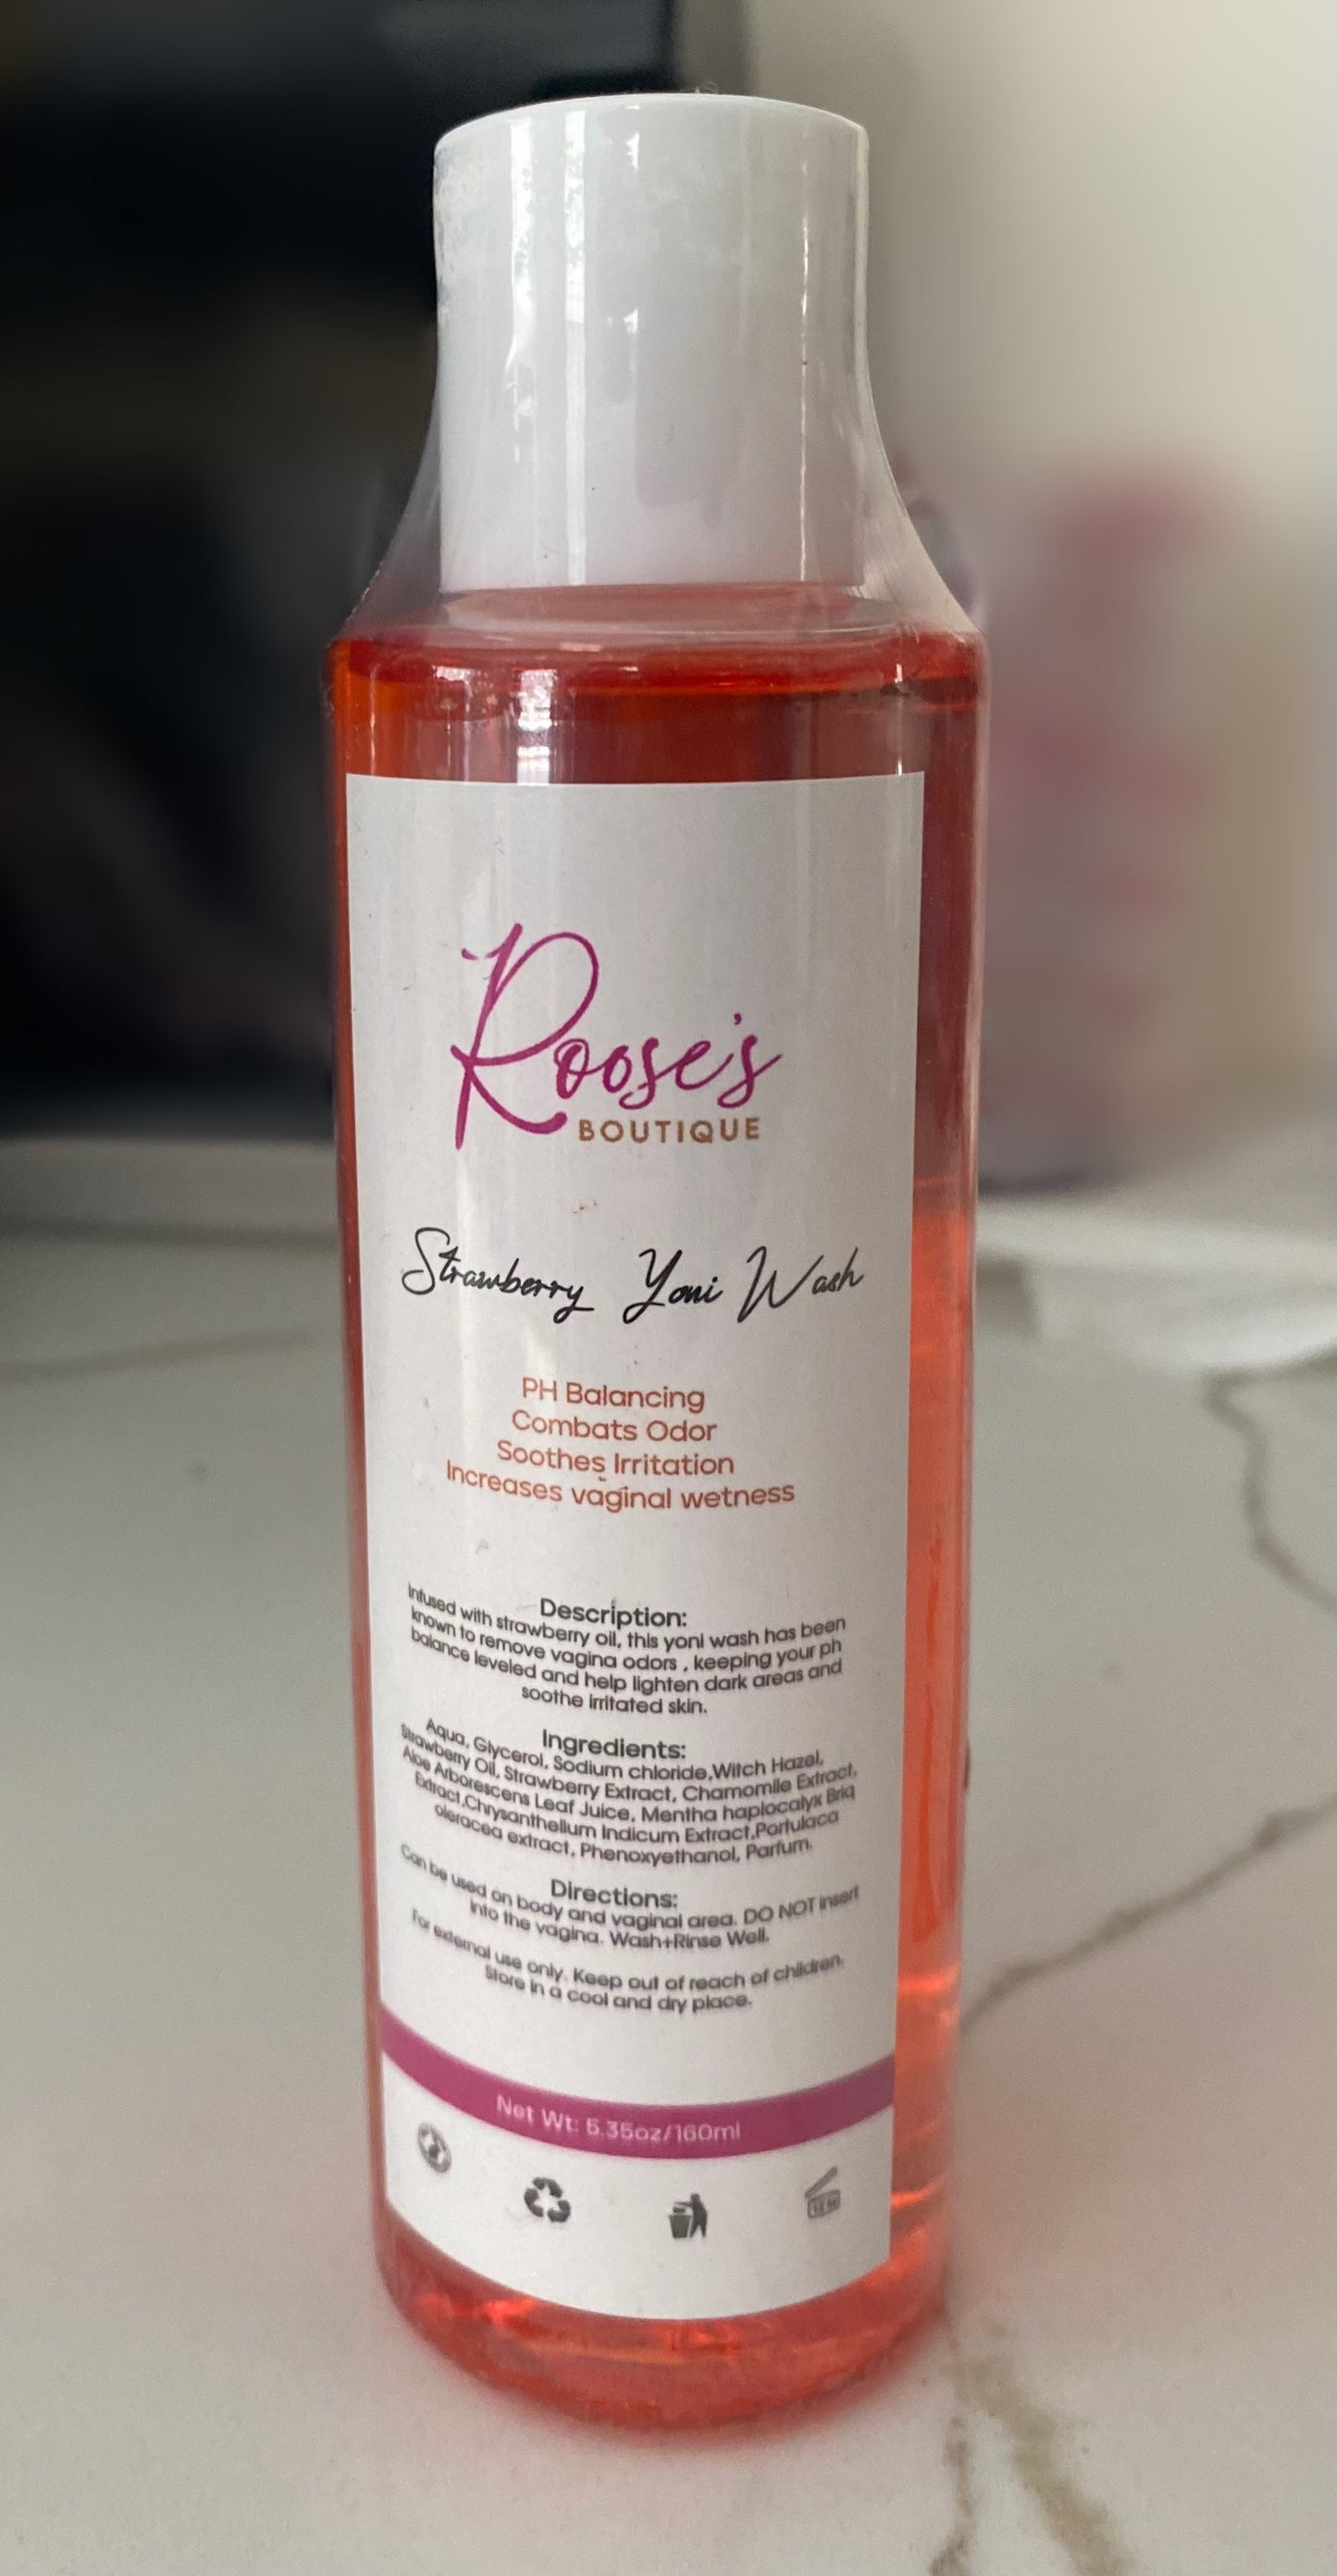 Roose's
BOUTIQUE
Strawberry Yoni Wash
PH Balancing
Combats Odor
Soothes Irritation
Increases vaginal wetness
Description:
Infused with strawberry oil, this yoni wash has been
known to remove vagina odors , keeping your ph
balance leveled and help lighten dark areas and
soothe irritated skin.
Ingredients:
Aqua, Glycerol, Sodium chloride,Witch Hazel,
Strawberry Oil, Strawberry Extract, Chamomile Extract,
Aloe Arborescens Leaf Juice, Mentha haplocalyx Briq
Extract,Chrysanthellum Indicum Extract,Portulaca
oleracea extract, Phenoxyethanol, Parfum.
Directions:
Can be used on body and vaginal area. DO NOT insert
into the vagina. Wash+Rinse Well.
For external use only. Keep out of reach of children.
Store in a cool and dry place.
Net Wt: 5.35oz/160ml